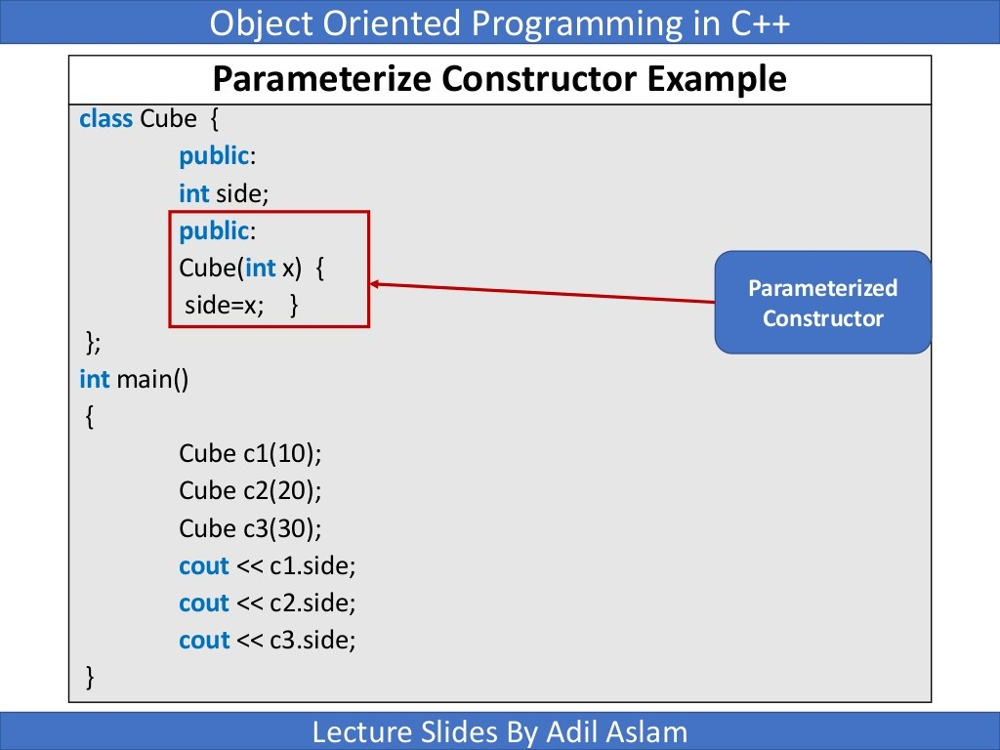 Object Oriented Programming in C++
Parameterize Constructor Example
class Cube {
public:
int side;
public:
Cube(int x) {
side=x; }
};
int main()
{
Cube c1(10);
Cube c2(20);
Cube c3(30);
cout << c1.side;
cout << c2.side;
cout << c3.side;
}
Parameterized
Constructor
Lecture Slides By Adil Aslam